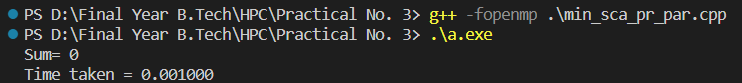 PS D:\Final Year B.Tech\HPC\Practical No. 3> g++ -fopenmp .\min_sca_pr_par.cpp
PS D:\Final Year B.Tech\HPC\Practical No. 3> .\a.exe
Sum= 0
Time taken = 0.001000